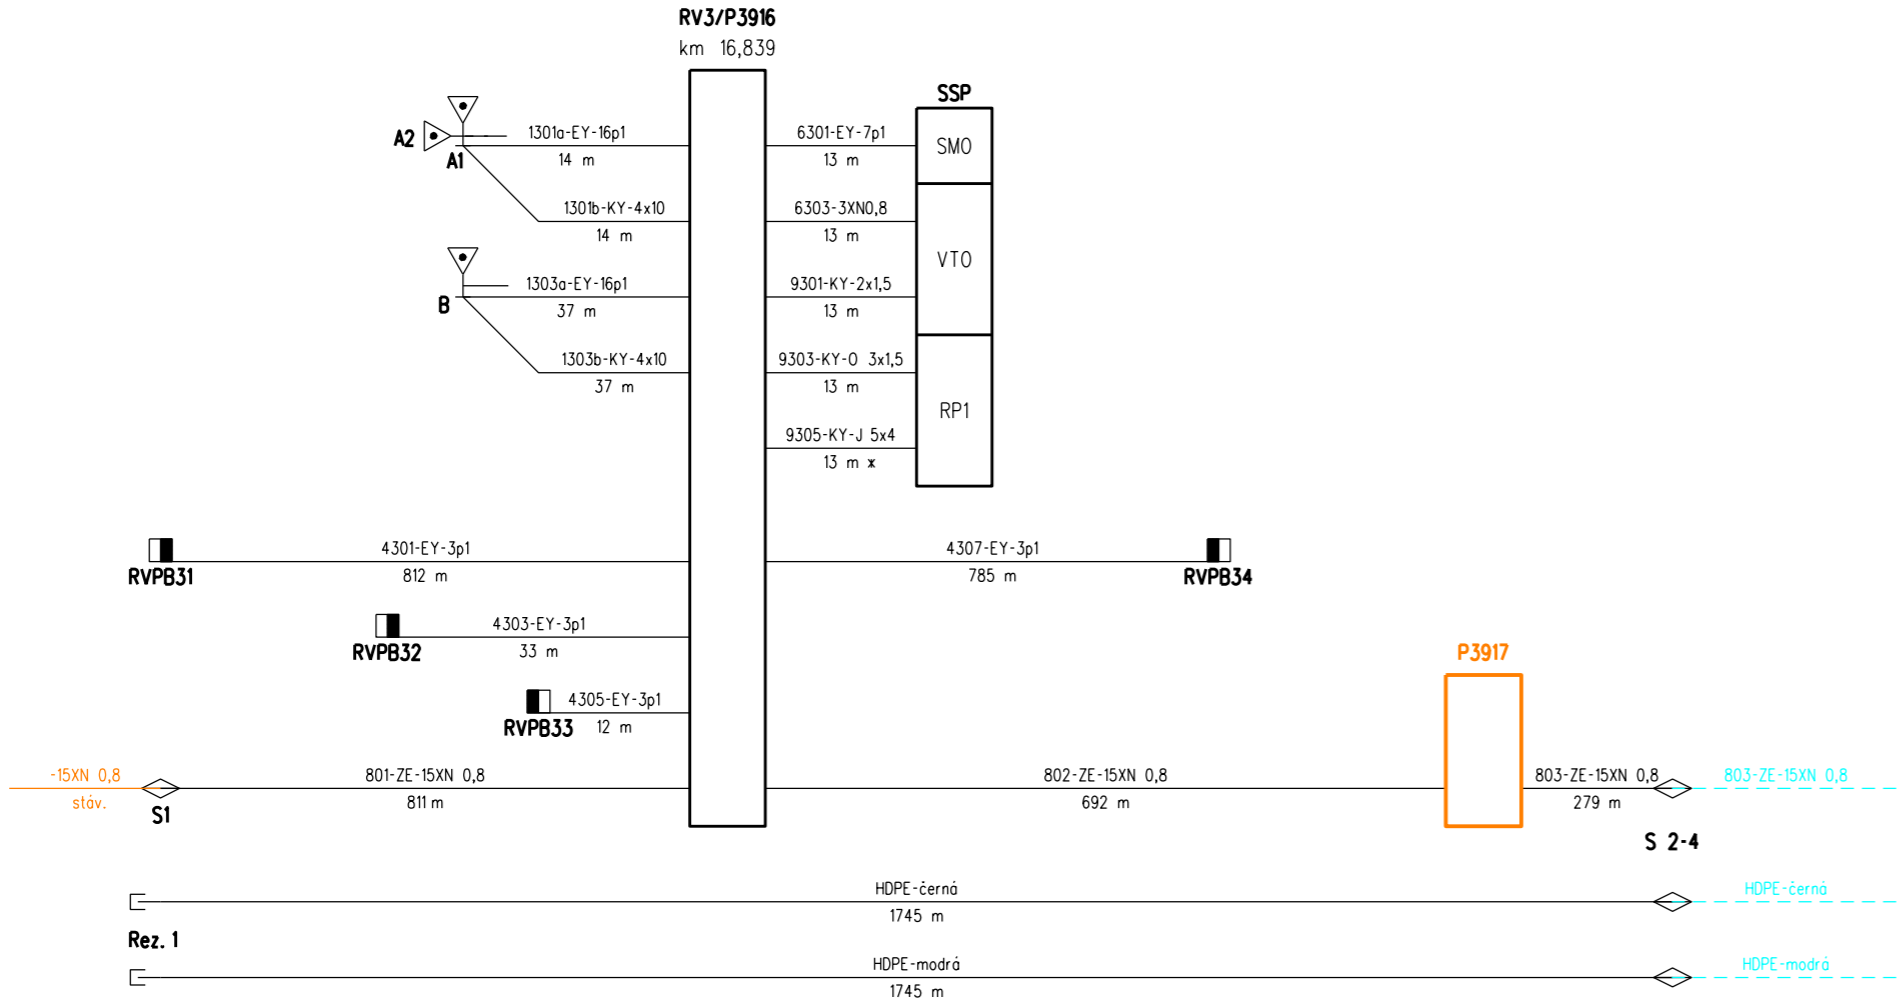 RV3/P3916
km 16,839
SSP
A2
A1
1301a-EY-16p1
14 m
6301-EY-7p1
13 m
SMO
1301b-KY-4x10
14 m
6303-3XN0,8
13 m
VTO
B
1303a-EY-16p1
37 m
9301-KY-2x1,5
13 m
1303b-KY-4x10
37 m
9303-KY-O 3x1,5
13 m
RP1
9305-KY-J 5x4
13 m *
RVPB31
4301-EY-3p1
812 m
4307-EY-3p1
785 m
RVPB34
RVPB32
4303-EY-3p1
33 m
P3917
RVPB33
4305-EY-3p1
12 m
-15XN 0,8
stáv.
S1
801-ZE-15XN 0,8
811 m
802-ZE-15XN 0,8
692 m
803-ZE-15XN 0,8
279 m
803-ZE-15XN 0,8
S 2-4
HDPE-černá
1745 m
HDPE-černá
Rez. 1
HDPE-modrá
1745 m
HDPE-modrá